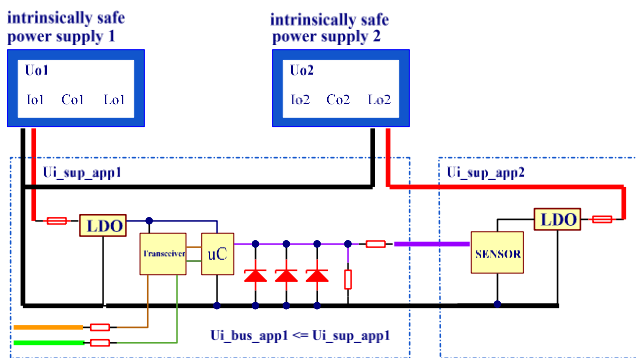 intrinsically safe
power supply 1
intrinsically safe
power supply 2
Uo1
Io1 Co1 Lo1
Uo2
Io2 Co2 Lo2
Ui_sup_app1
Ui_sup_app2
LDO
LDO
Transceiver
uC
SENSOR
Ui_bus_app1 <= Ui_sup_app1